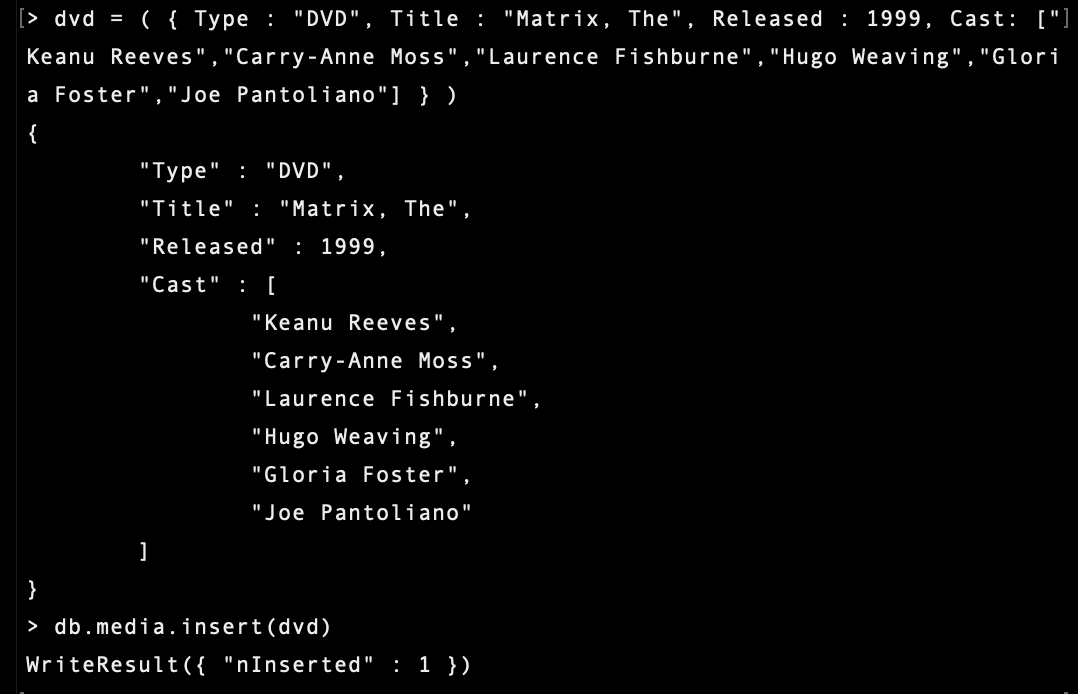 [> dvd = ( { Type : "DVD", Title : "Matrix, The", Released : 1999, Cast: ["]
Keanu Reeves","Carry-Anne Moss","Laurence Fishburne","Hugo Weaving","Glori
a Foster","Joe Pantoliano"] } )
{
        "Type" : "DVD",
        "Title" : "Matrix, The",
        "Released" : 1999,
        "Cast" : [
                "Keanu Reeves",
                "Carry-Anne Moss",
                "Laurence Fishburne",
                "Hugo Weaving",
                "Gloria Foster",
                "Joe Pantoliano"
        ]
}
> db.media.insert(dvd)
WriteResult({ "nInserted" : 1 })